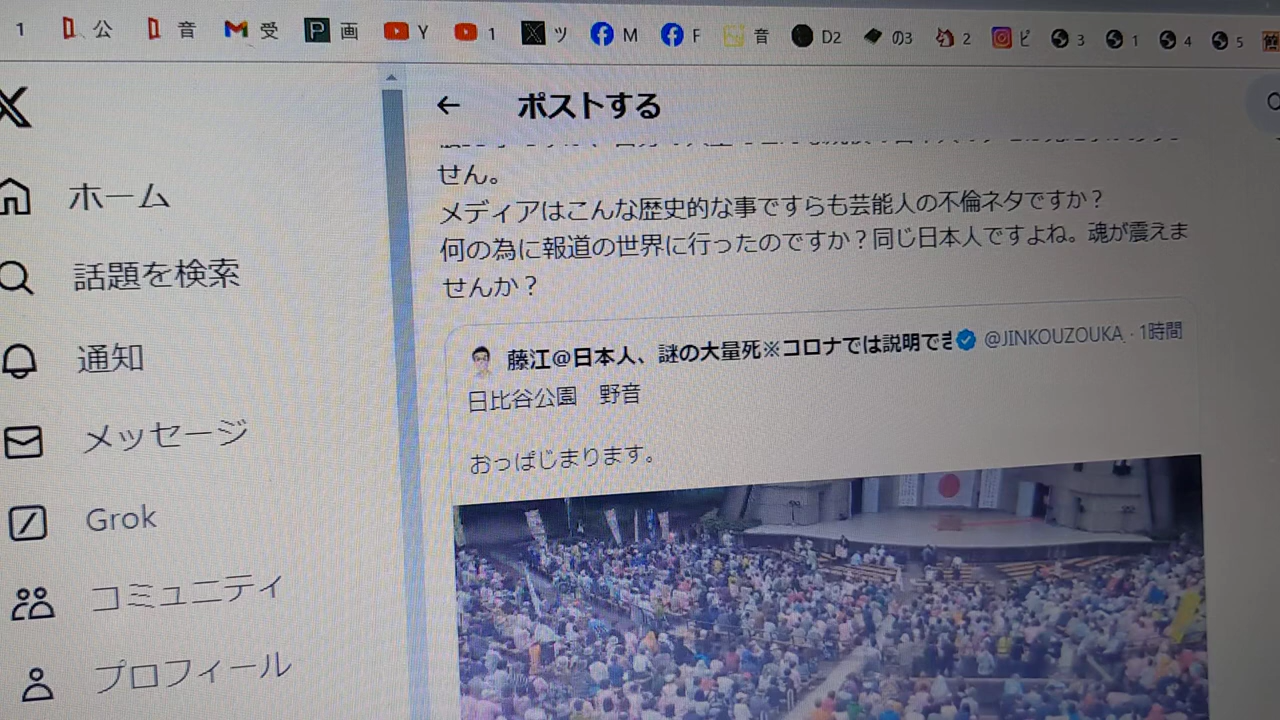 1 公 音 受 画 Y 1 ツ M F 音 D2 の3 2 ビ 3 1 4 5
ホーム
話題を検索
通知
メッセージ
Grok
コミュニティ
プロフィール
ポストする
せん。
メディアはこんな歴史的な事ですらも芸能人の不倫ネタですか？
何の為に報道の世界に行ったのですか？同じ日本人ですよね。魂が震えま
せんか？
藤江@日本人、謎の大量死※コロナでは説明でき @JINKOUZOUKA · 1時間
日比谷公園　野音
おっぱじまります。